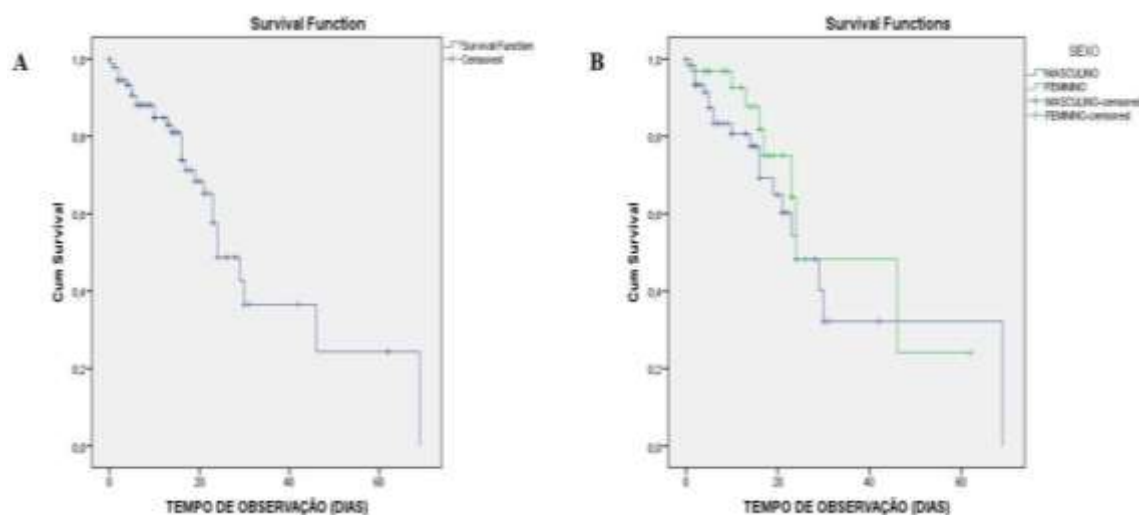 A
Survival Function
Survival Function
Censored
Cum Survival
1,0
0,8
0,6
0,4
0,2
0,0
0
20
40
60
TEMPO DE OBSERVAÇÃO (DIAS)
B
Survival Functions
SEXO
MASCULINO
FEMININO
MASCULINO-censored
FEMININO-censored
Cum Survival
1,0
0,8
0,6
0,4
0,2
0,0
0
20
40
60
TEMPO DE OBSERVAÇÃO (DIAS)